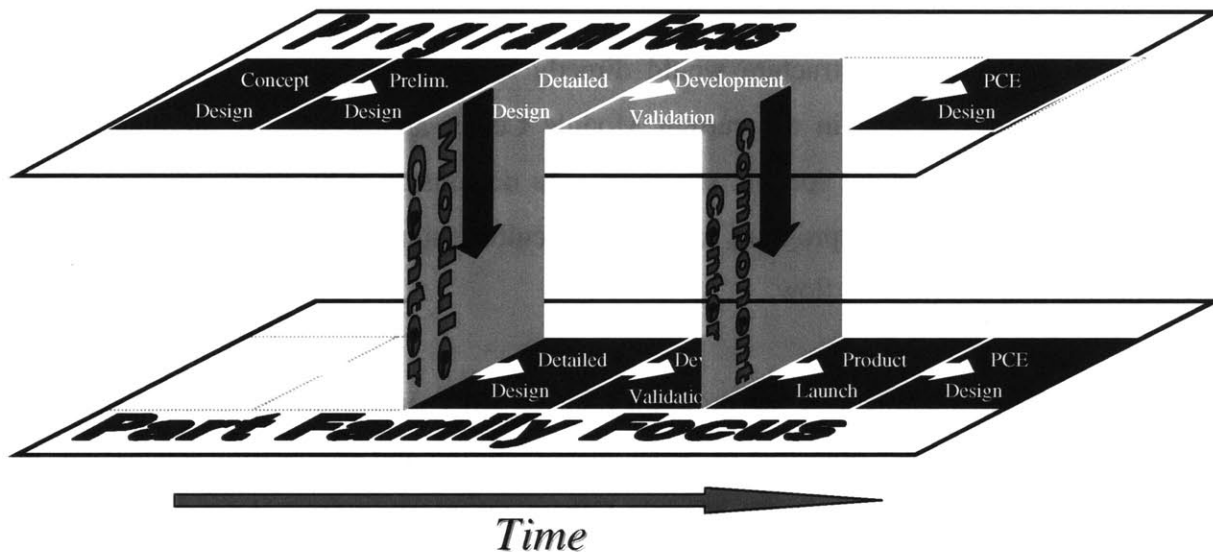 Program Focus
Concept
Design
Prelim.
Design
Detailed
Design
Development
Validation
PCE
Design
Module
Center
Component
Center
Detailed
Design
Dev
Validatio
Product
Launch
PCE
Design
Part Family Focus
Time